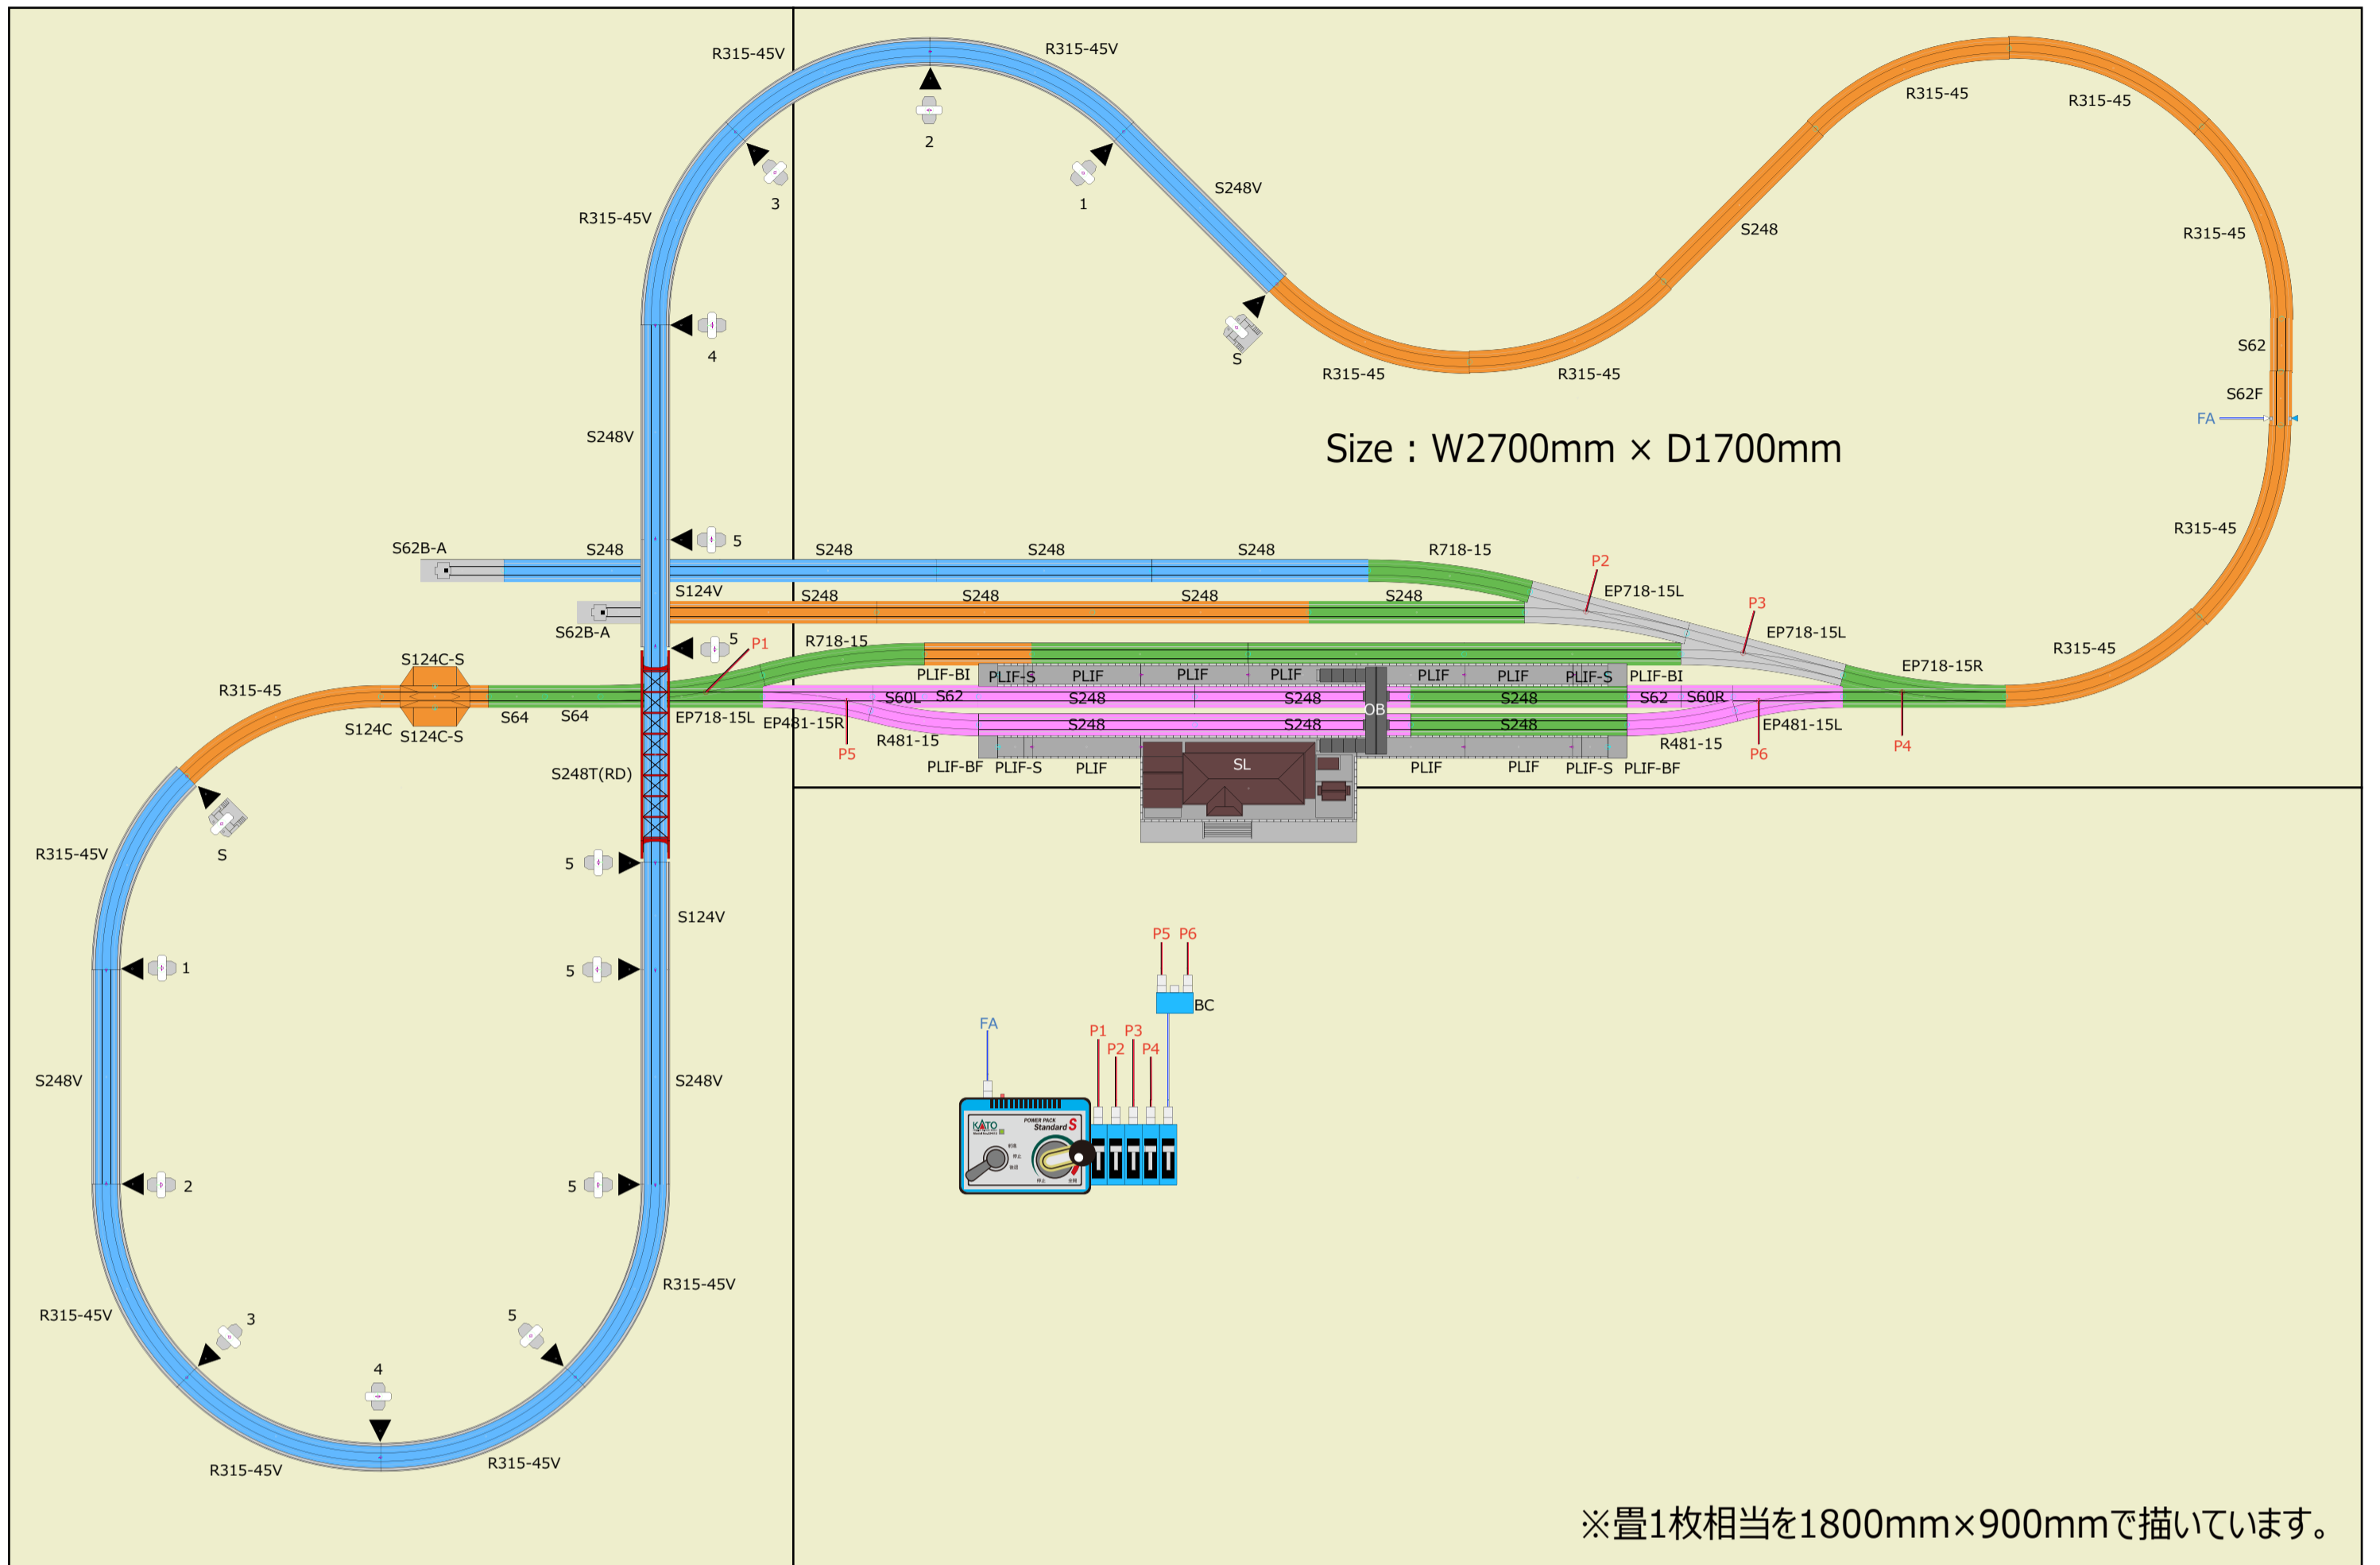 R315-45V
R315-45V
2
3
1
R315-45V
S248V
S
R315-45
R315-45
R315-45
S248
R315-45
R315-45
S62
S62F
FA
Size : W2700mm × D1700mm
4
S248V
5
S62B-A
S248
S248
S248
S248
R718-15
P2
EP718-15L
S124V
S248
S248
S248
S248
P3
EP718-15L
R315-45
S62B-A
5
P1
R718-15
R315-45
EP718-15R
S124C-S
R315-45
S124C
S124C-S
S64
S64
EP718-15L
PLIF-BI
PLIF-S
PLIF
PLIF
PLIF
PLIF
PLIF
PLIF-S
PLIF-BI
S60L
S62
S248
S248
S248
S62
S60R
OB
EP481-15R
P5
R481-15
S248
S248
S248
R481-15
EP481-15L
P6
P4
PLIF-BF
PLIF-S
PLIF
SL
PLIF
PLIF
PLIF-S
PLIF-BF
S248T(RD)
S
R315-45V
5
S124V
1
5
S248V
S248V
2
5
R315-45V
R315-45V
3
5
4
R315-45V
R315-45V
P5
P6
BC
FA
P1
P3
P2
P4
KATO
POWER PACK
Standard S
停止
停止
※畳1枚相当を1800mm×900mmで描いています。